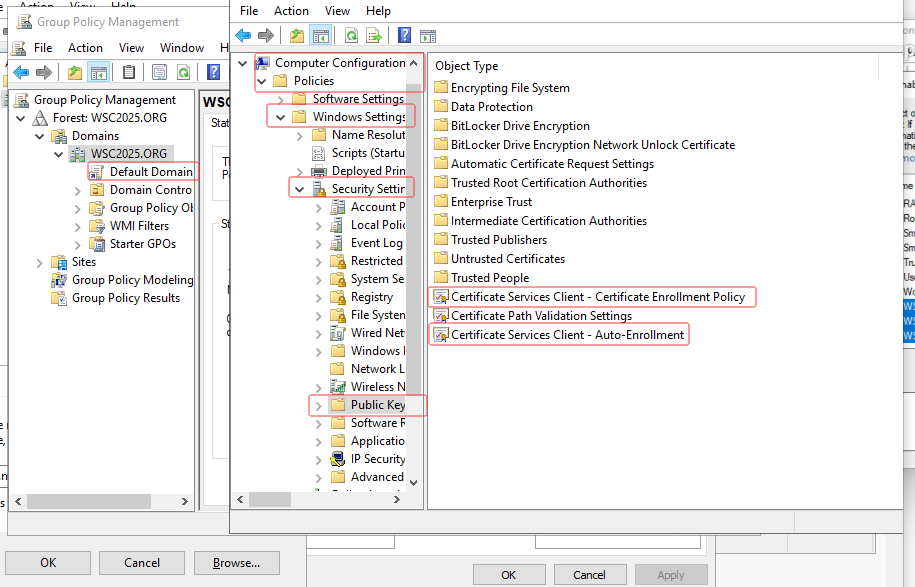 Group Policy Management
File Action View Window H
Group Policy Management
Forest: WSC2025.ORG
Domains
WSC2025.ORG
Default Domain
Domain Contro
Group Policy Ob
WMI Filters
Starter GPOs
Sites
Group Policy Modeling
Group Policy Results
WSC
Stat
File Action View Help
Computer Configuration
Policies
Software Settings
Windows Settings
Name Resolut
Scripts (Startu
Deployed Prin
Security Settin
Account P
Local Polic
Event Log
Restricted
System Se
Registry
File System
Wired Net
Windows
Network L
Wireless N
Public Key
Software R
Applicatio
IP Security
Advanced
Object Type
Encrypting File System
Data Protection
BitLocker Drive Encryption
BitLocker Drive Encryption Network Unlock Certificate
Automatic Certificate Request Settings
Trusted Root Certification Authorities
Enterprise Trust
Intermediate Certification Authorities
Trusted Publishers
Untrusted Certificates
Trusted People
Certificate Services Client - Certificate Enrollment Policy
Certificate Path Validation Settings
Certificate Services Client - Auto-Enrollment
OK Cancel Browse...
OK Cancel Apply